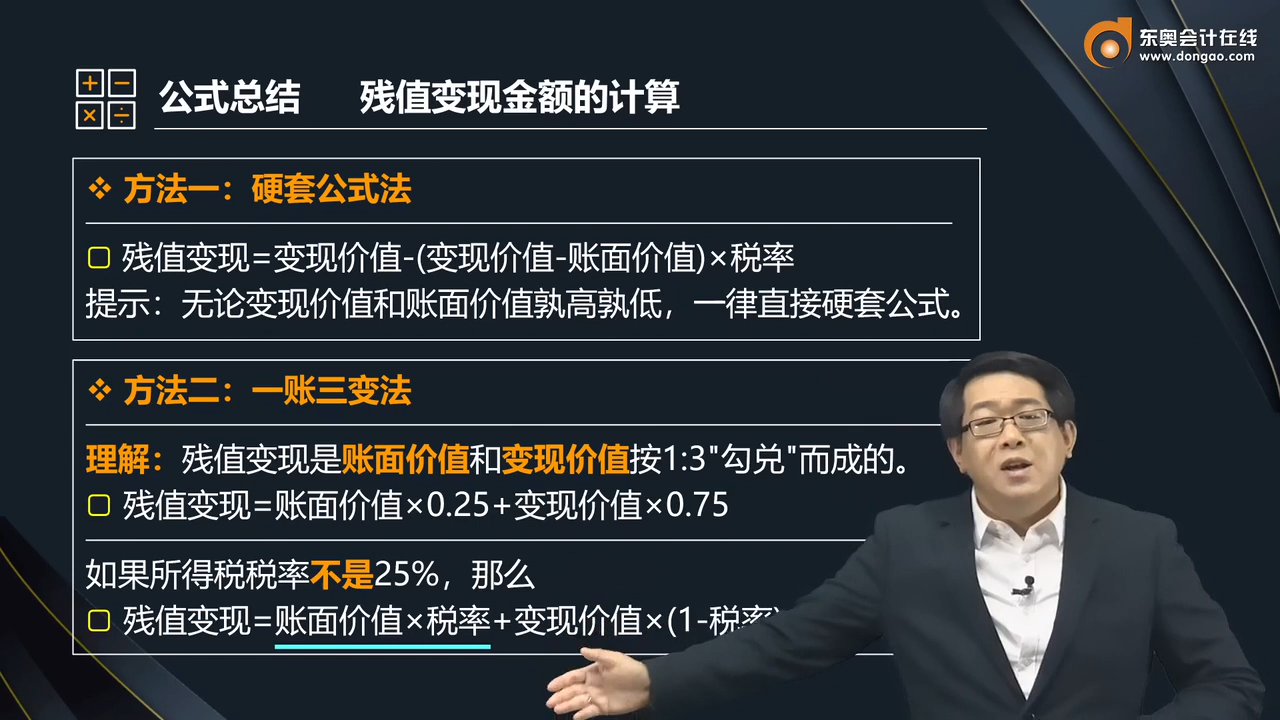 东奥会计在线
www.dongao.com
公式总结 残值变现金额的计算
方法一：硬套公式法
残值变现=变现价值-(变现价值-账面价值)×税率
提示：无论变现价值和账面价值孰高孰低，一律直接硬套公式。
方法二：一账三变法
理解：残值变现是账面价值和变现价值按1:3"勾兑"而成的。
残值变现=账面价值×0.25+变现价值×0.75
如果所得税税率不是25%，那么
残值变现=账面价值×税率+变现价值×(1-税率)